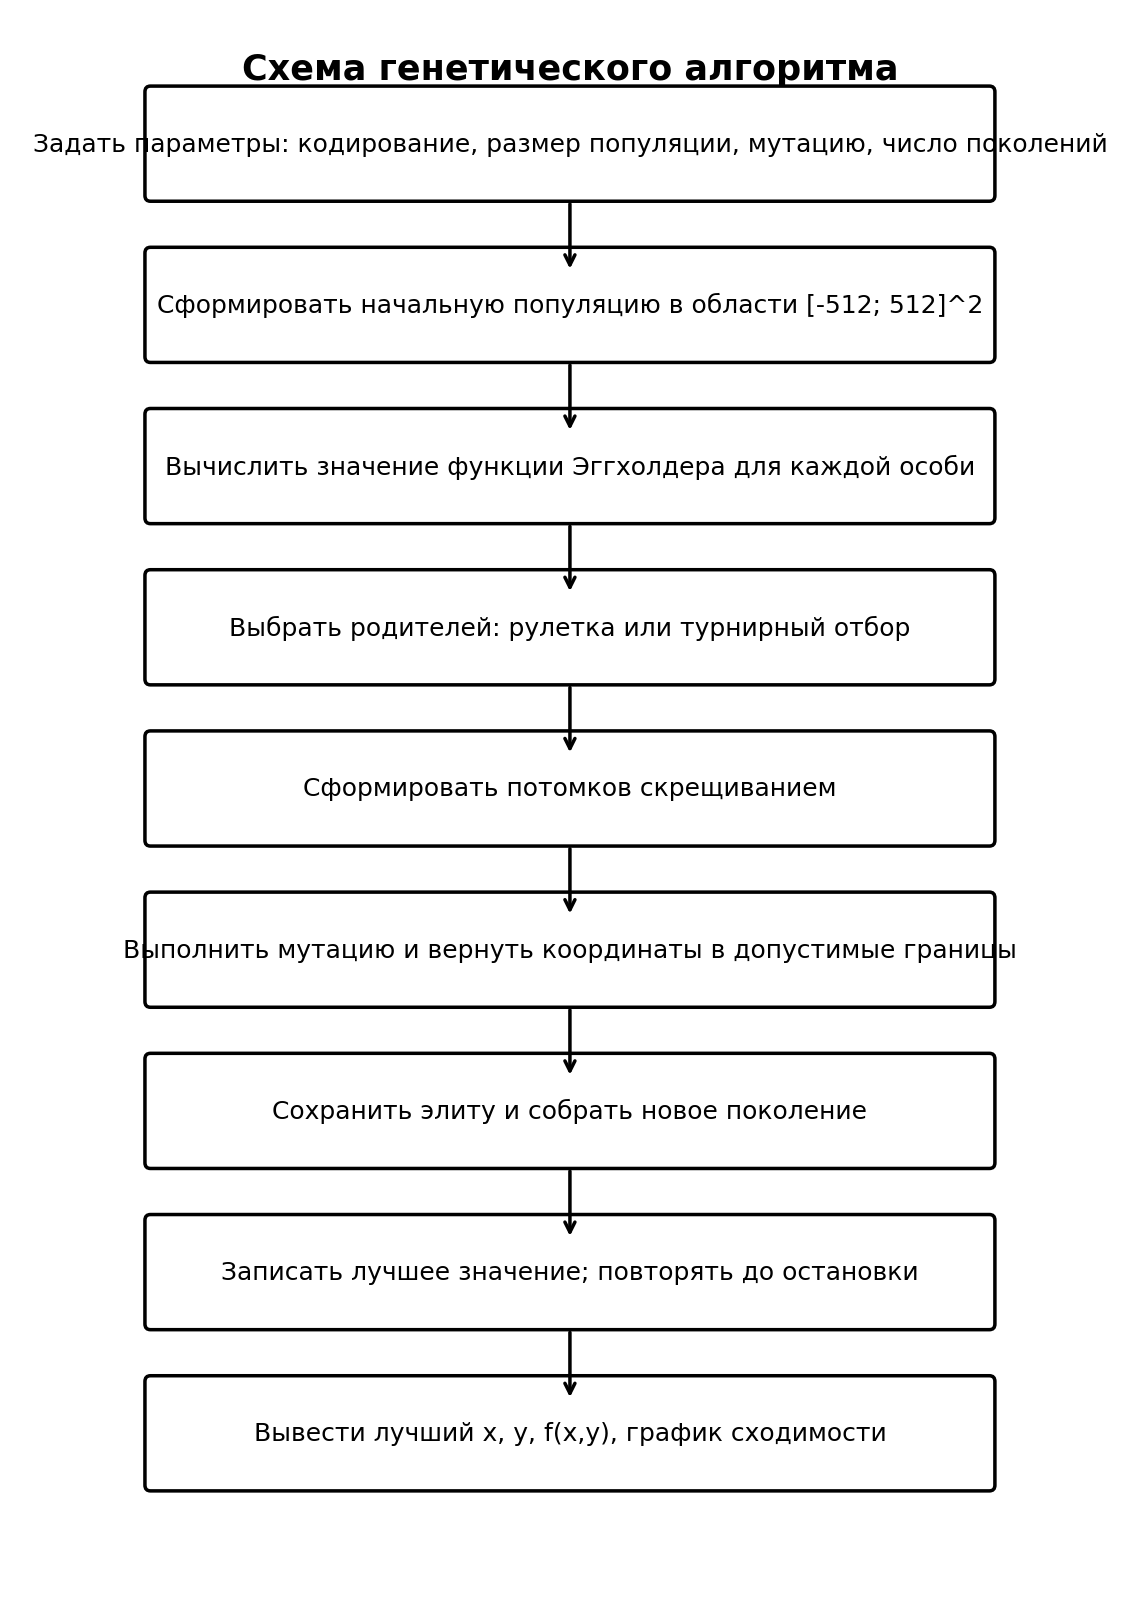 Схема генетического алгоритма
Задать параметры: кодирование, размер популяции, мутацию, число поколений
Сформировать начальную популяцию в области [-512; 512]^2
Вычислить значение функции Эггхолдера для каждой особи
Выбрать родителей: рулетка или турнирный отбор
Сформировать потомков скрещиванием
Выполнить мутацию и вернуть координаты в допустимые границы
Сохранить элиту и собрать новое поколение
Записать лучшее значение; повторять до остановки
Вывести лучший x, y, f(x,y), график сходимости